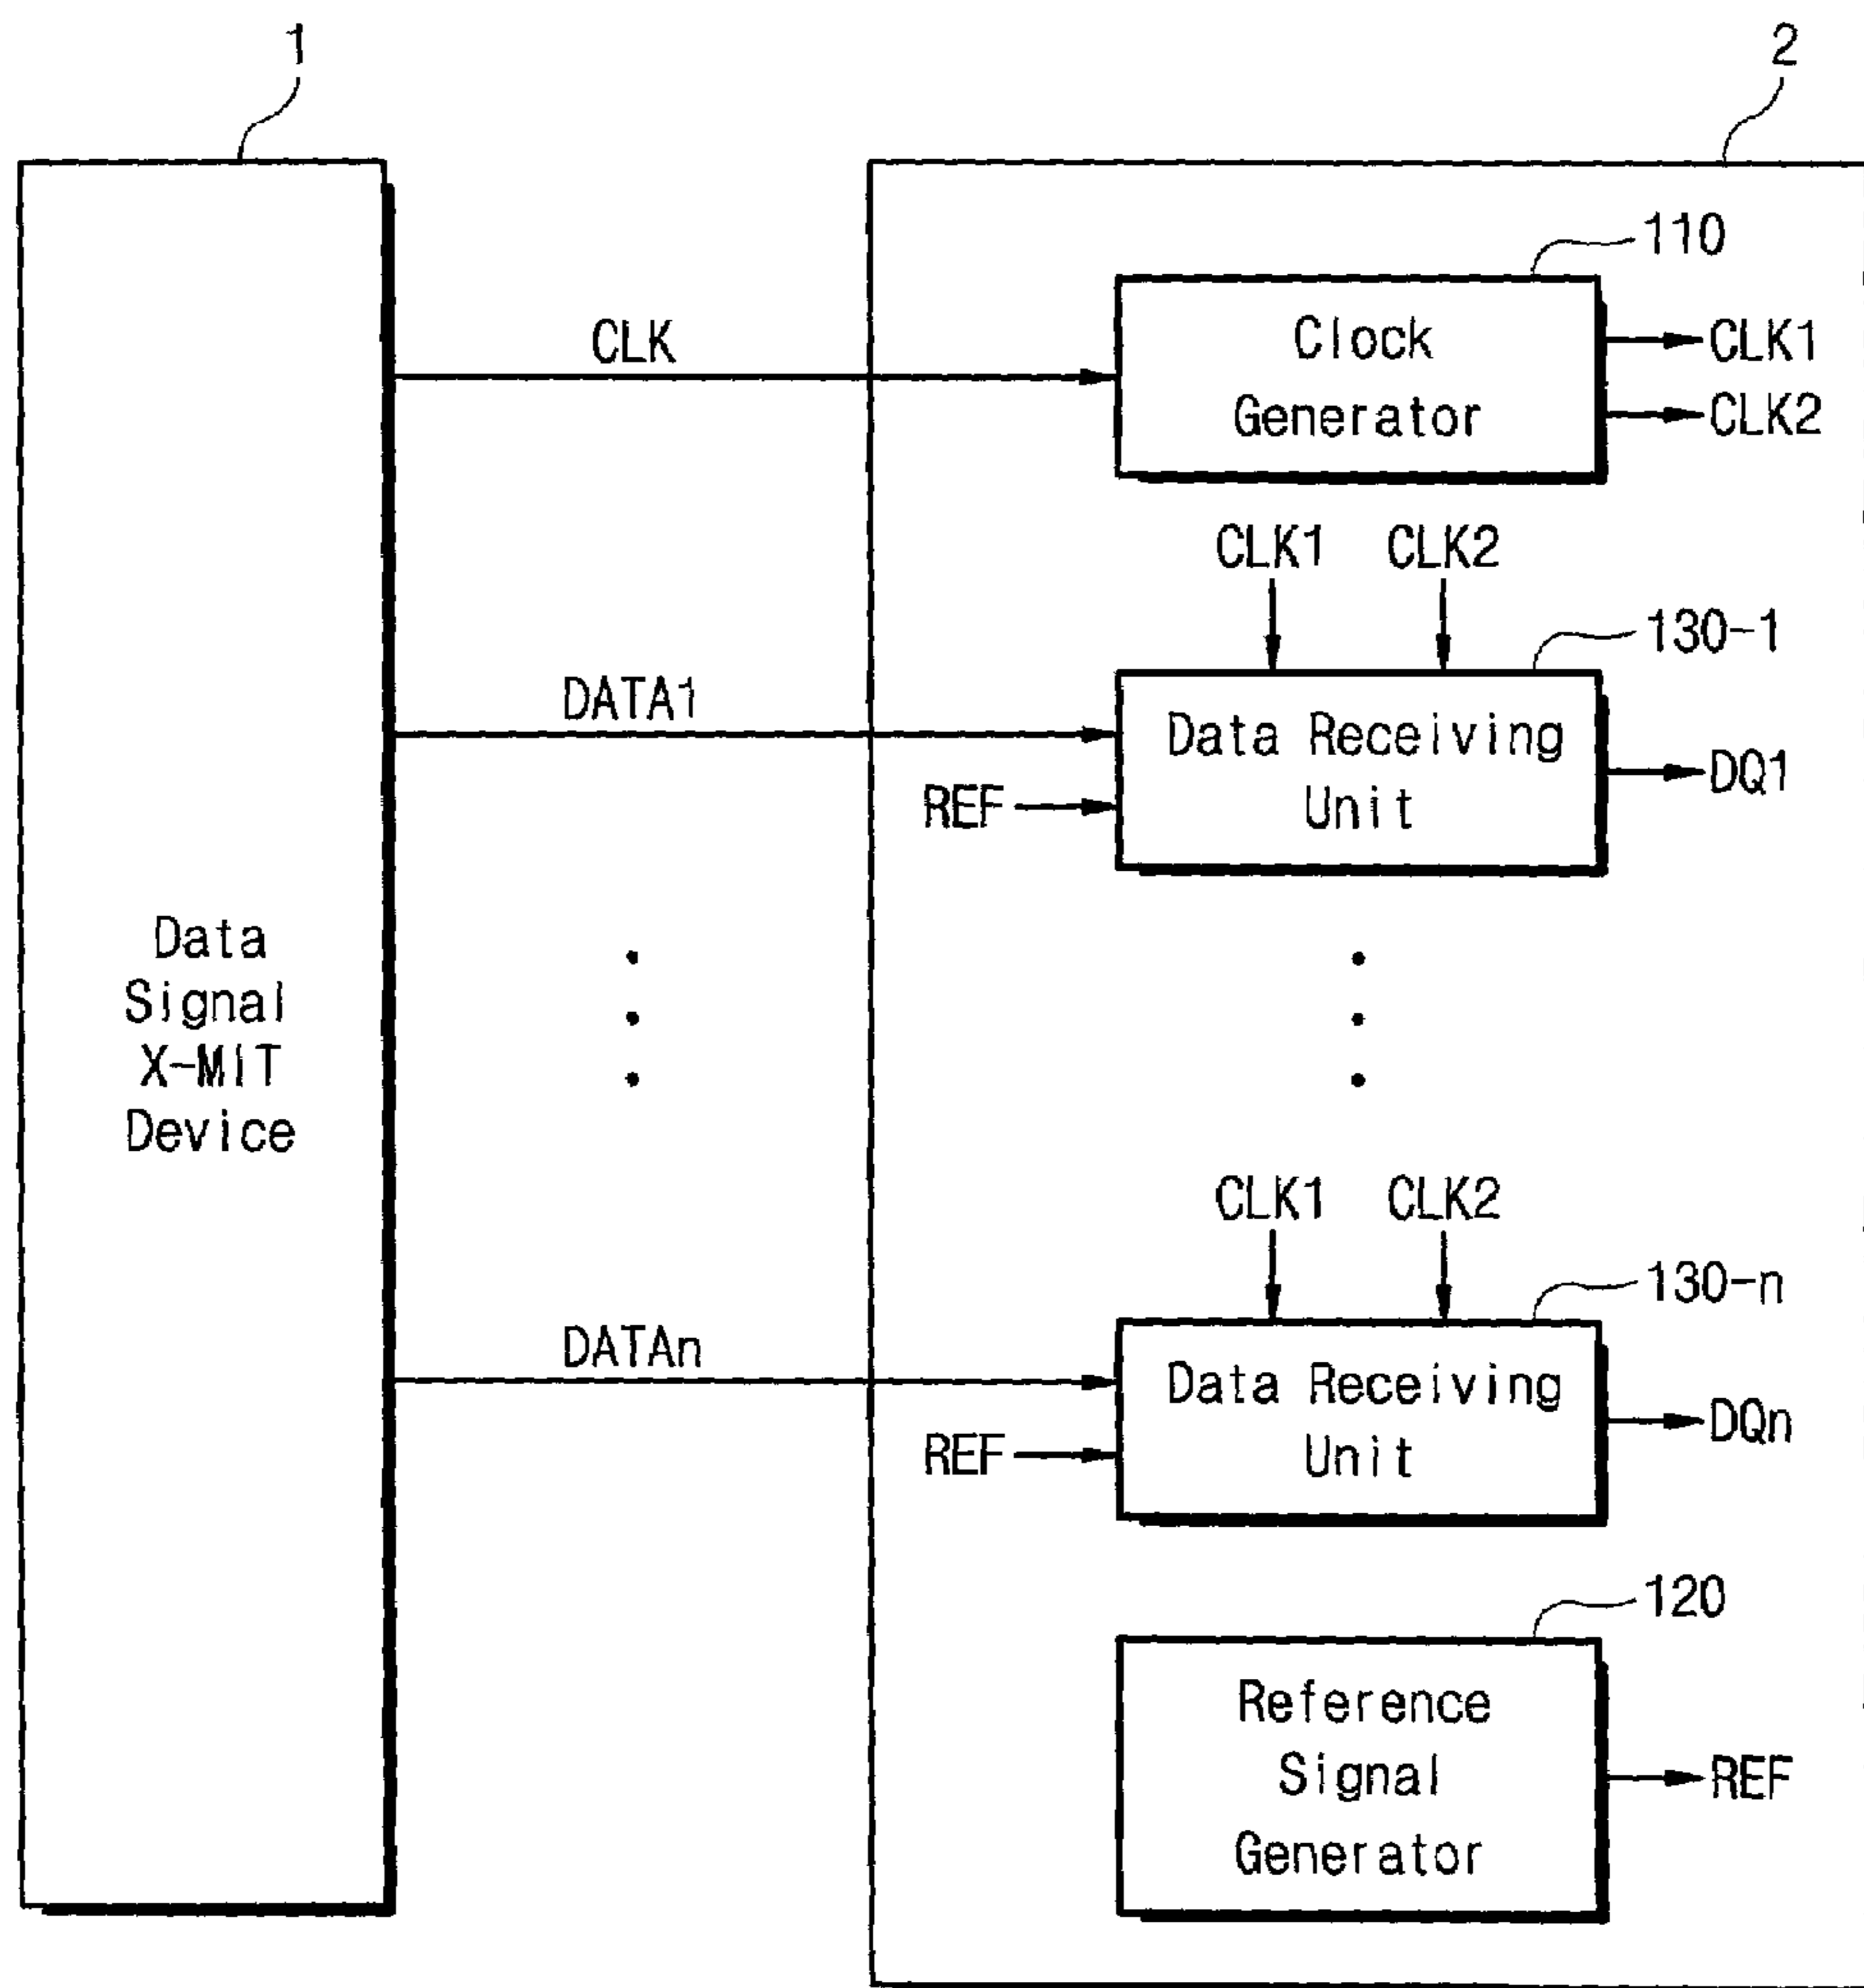 1
2
110
CLK
Clock
Generator
CLK1
CLK2
CLK1 CLK2
130-1
DATA1
REF
Data Receiving
Unit
DQ1
Data
Signal
X-MIT
Device
CLK1 CLK2
130-n
DATAn
REF
Data Receiving
Unit
DQn
120
Reference
Signal
Generator
REF